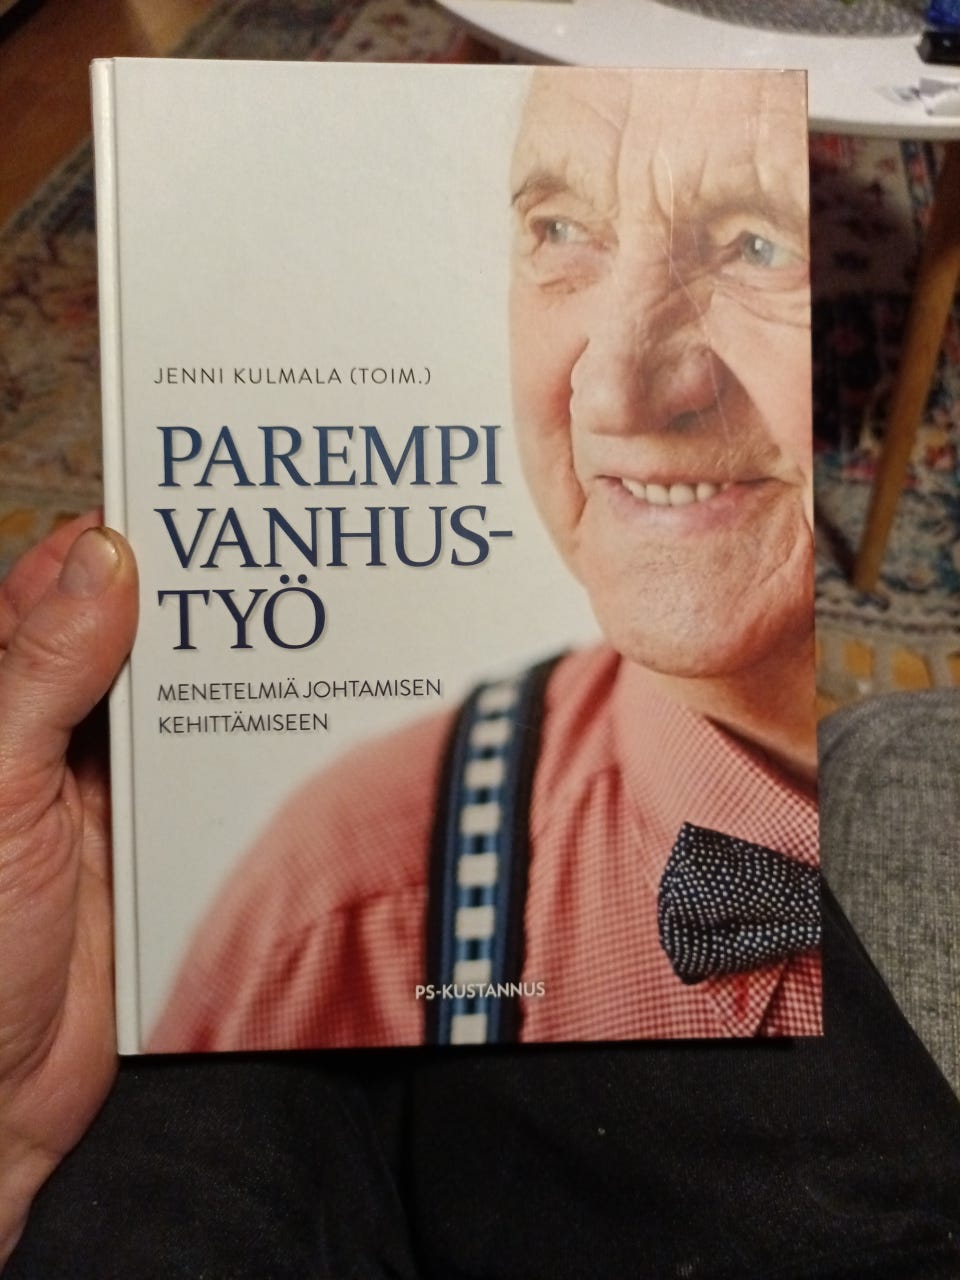 JENNI KULMALA (TOIM.)
PAREMPI
VANHUS-
TYÖ
MENETELMIÄ JOHTAMISEN
KEHITTÄMISEEN
PS-KUSTANNUS